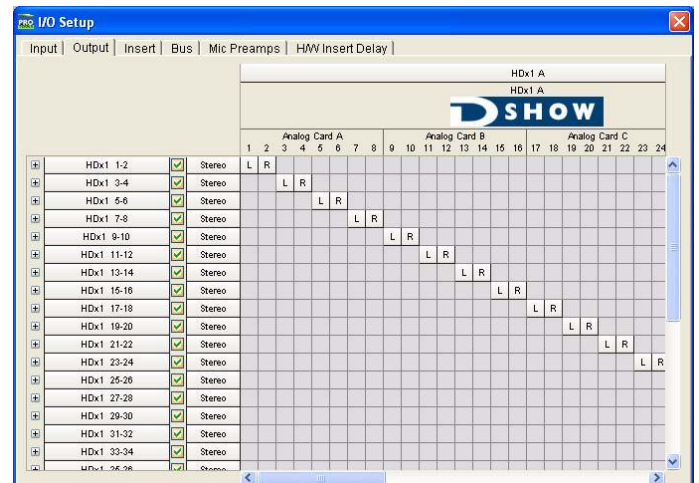 PRO I/O Setup
Input Output Insert Bus Mic Preamps H/W Insert Delay
HDx1 A
HDx1 A
D SHOW
Analog Card A Analog Card B Analog Card C
1 2 3 4 5 6 7 8 9 10 11 12 13 14 15 16 17 18 19 20 21 22 23 24
HDx1 1-2 Stereo L R
HDx1 3-4 Stereo L R
HDx1 5-6 Stereo L R
HDx1 7-8 Stereo L R
HDx1 9-10 Stereo L R
HDx1 11-12 Stereo L R
HDx1 13-14 Stereo L R
HDx1 15-16 Stereo L R
HDx1 17-18 Stereo L R
HDx1 19-20 Stereo L R
HDx1 21-22 Stereo L R
HDx1 23-24 Stereo L R
HDx1 25-26 Stereo
HDx1 27-28 Stereo
HDx1 29-30 Stereo
HDx1 31-32 Stereo
HDx1 33-34 Stereo